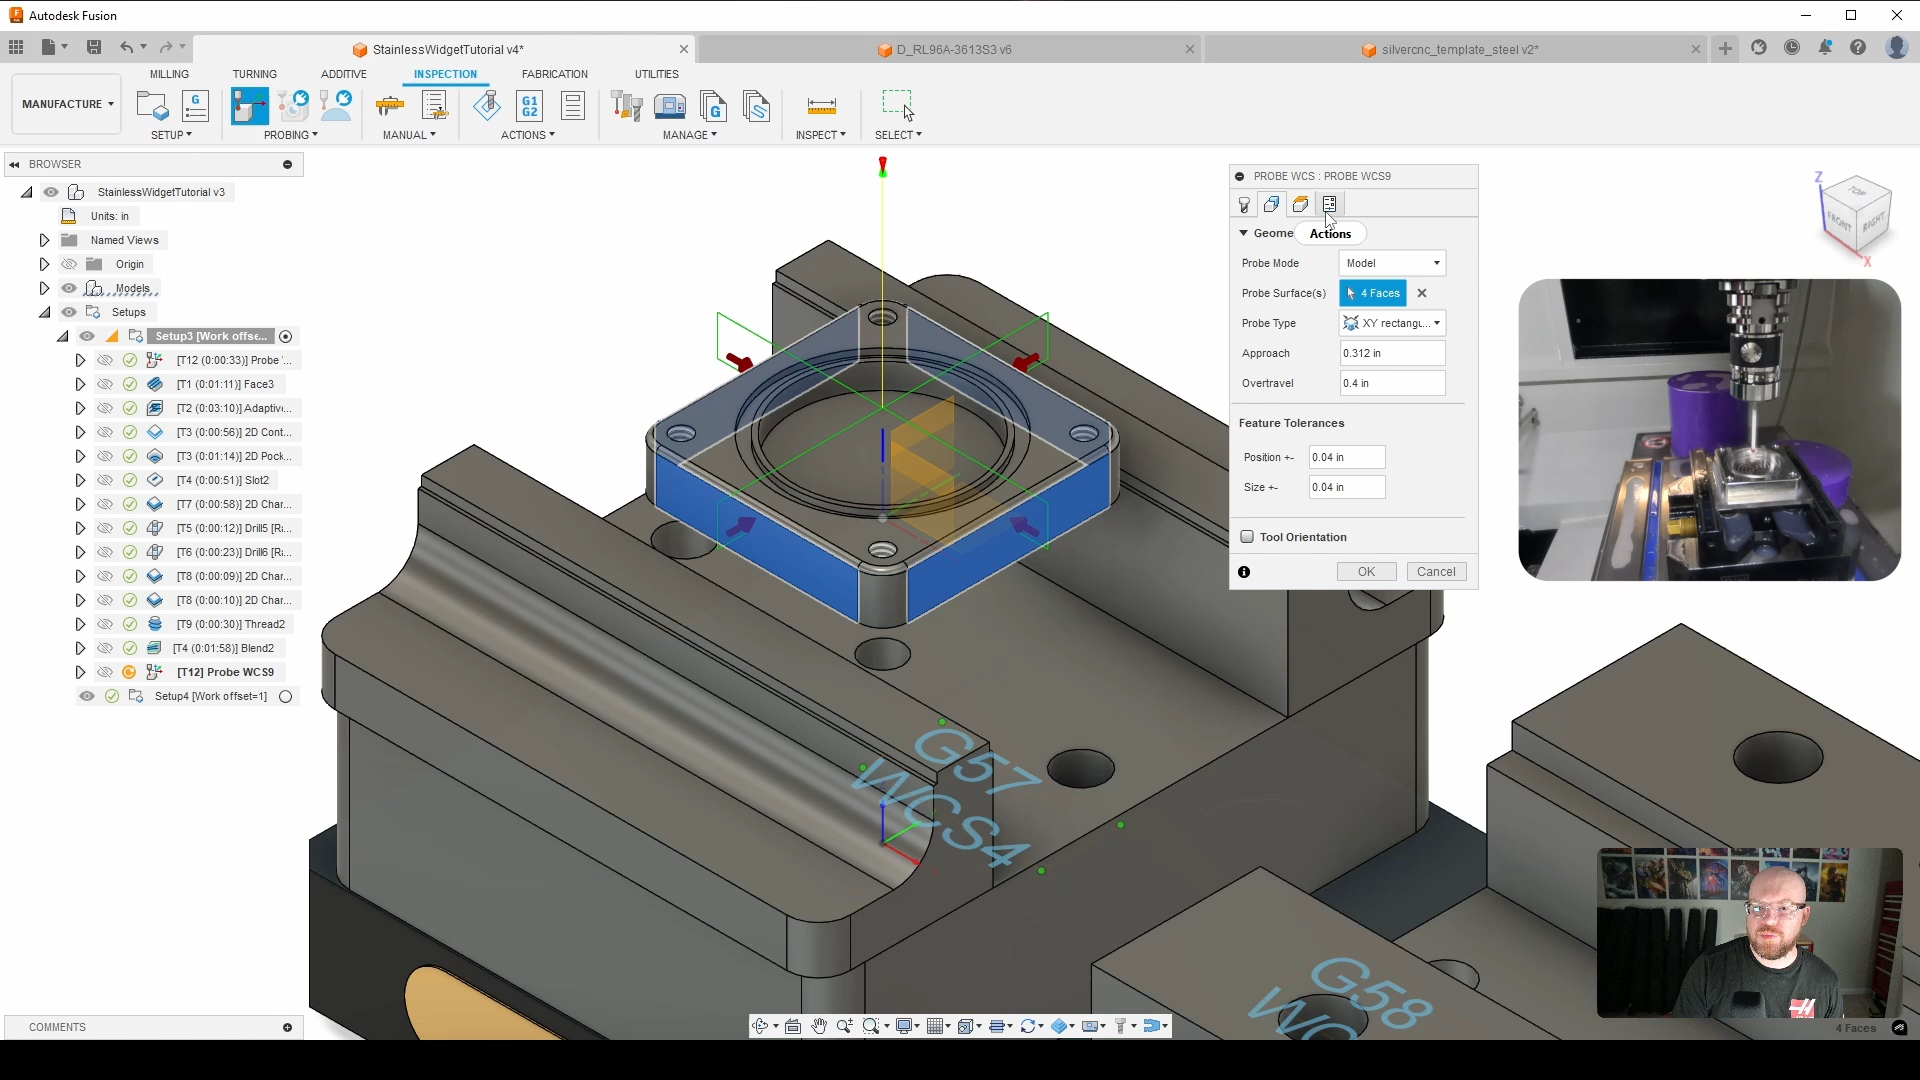 Autodesk Fusion
StainlessWidgetTutorial v4*
D_RL96A-3613S3 v6
silvercnc_template_steel v2*
MANUFACTURE
MILLING
TURNING
ADDITIVE
INSPECTION
FABRICATION
UTILITIES
G
G1
G2
G
SETUP
PROBING
MANUAL
ACTIONS
MANAGE
INSPECT
SELECT
BROWSER
StainlessWidgetTutorial v3
Units: in
Named Views
Origin
Models
Setups
Setup3 [Work offse...
[T12 (0:00:33)] Probe '...
[T1 (0:01:11)] Face3
[T2 (0:03:10)] Adaptiv...
[T3 (0:00:56)] 2D Cont...
[T3 (0:01:14)] 2D Pock...
[T4 (0:00:51)] Slot2
[T7 (0:00:58)] 2D Char...
[T5 (0:00:12)] Drill5 [Ri...
[T6 (0:00:23)] Drill6 [Ri...
[T8 (0:00:09)] 2D Char...
[T8 (0:00:10)] 2D Char...
[T9 (0:00:30)] Thread2
[T4 (0:01:58)] Blend2
[T12] Probe WCS9
Setup4 [Work offset=1]
PROBE WCS : PROBE WCS9
Geome
Actions
Probe Mode
Model
Probe Surface(s)
4 Faces
Probe Type
XY rectangu...
Approach
0.312 in
Overtravel
0.4 in
Feature Tolerances
Position +-
0.04 in
Size +-
0.04 in
Tool Orientation
OK
Cancel
Z
TOP
FRONT
RIGHT
X
G57
WCS4
G58
COMMENTS
4 Faces